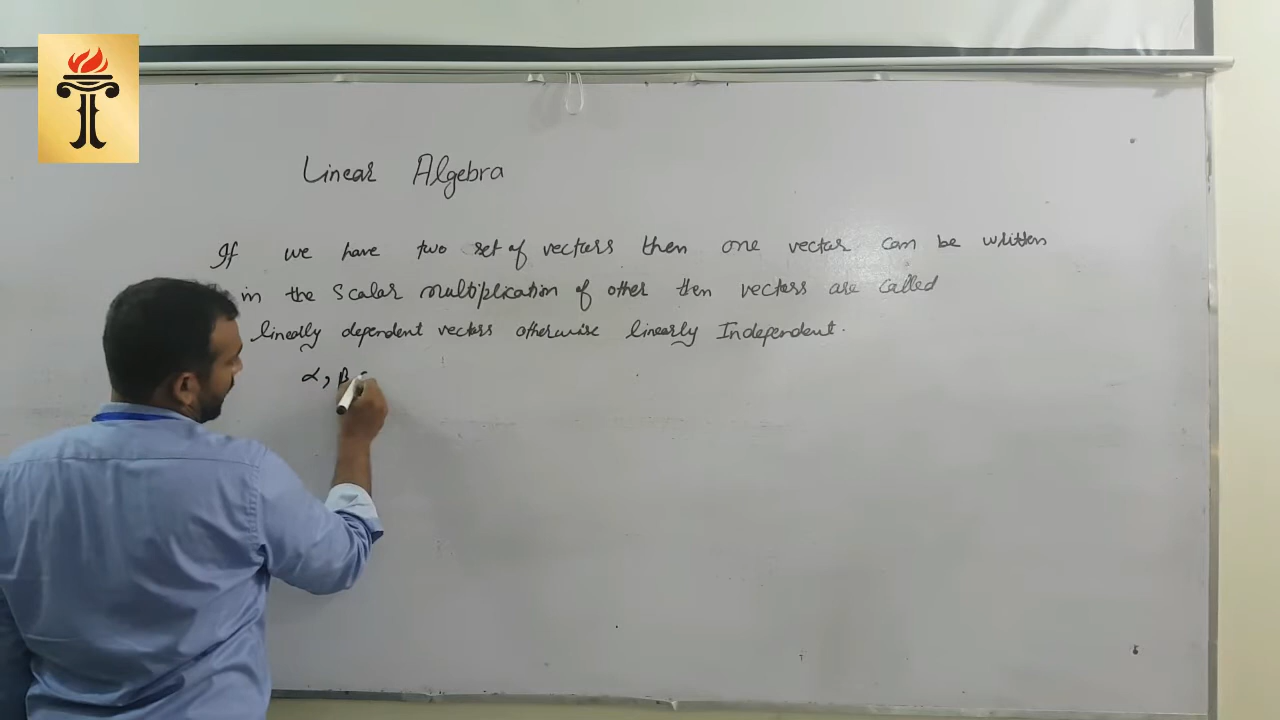 Linear Algebra
If we have two set of vectors then one vector can be written
in the scalar multiplication of other then vectors are called
linearly dependent vectors otherwise linearly Independent.
α, β